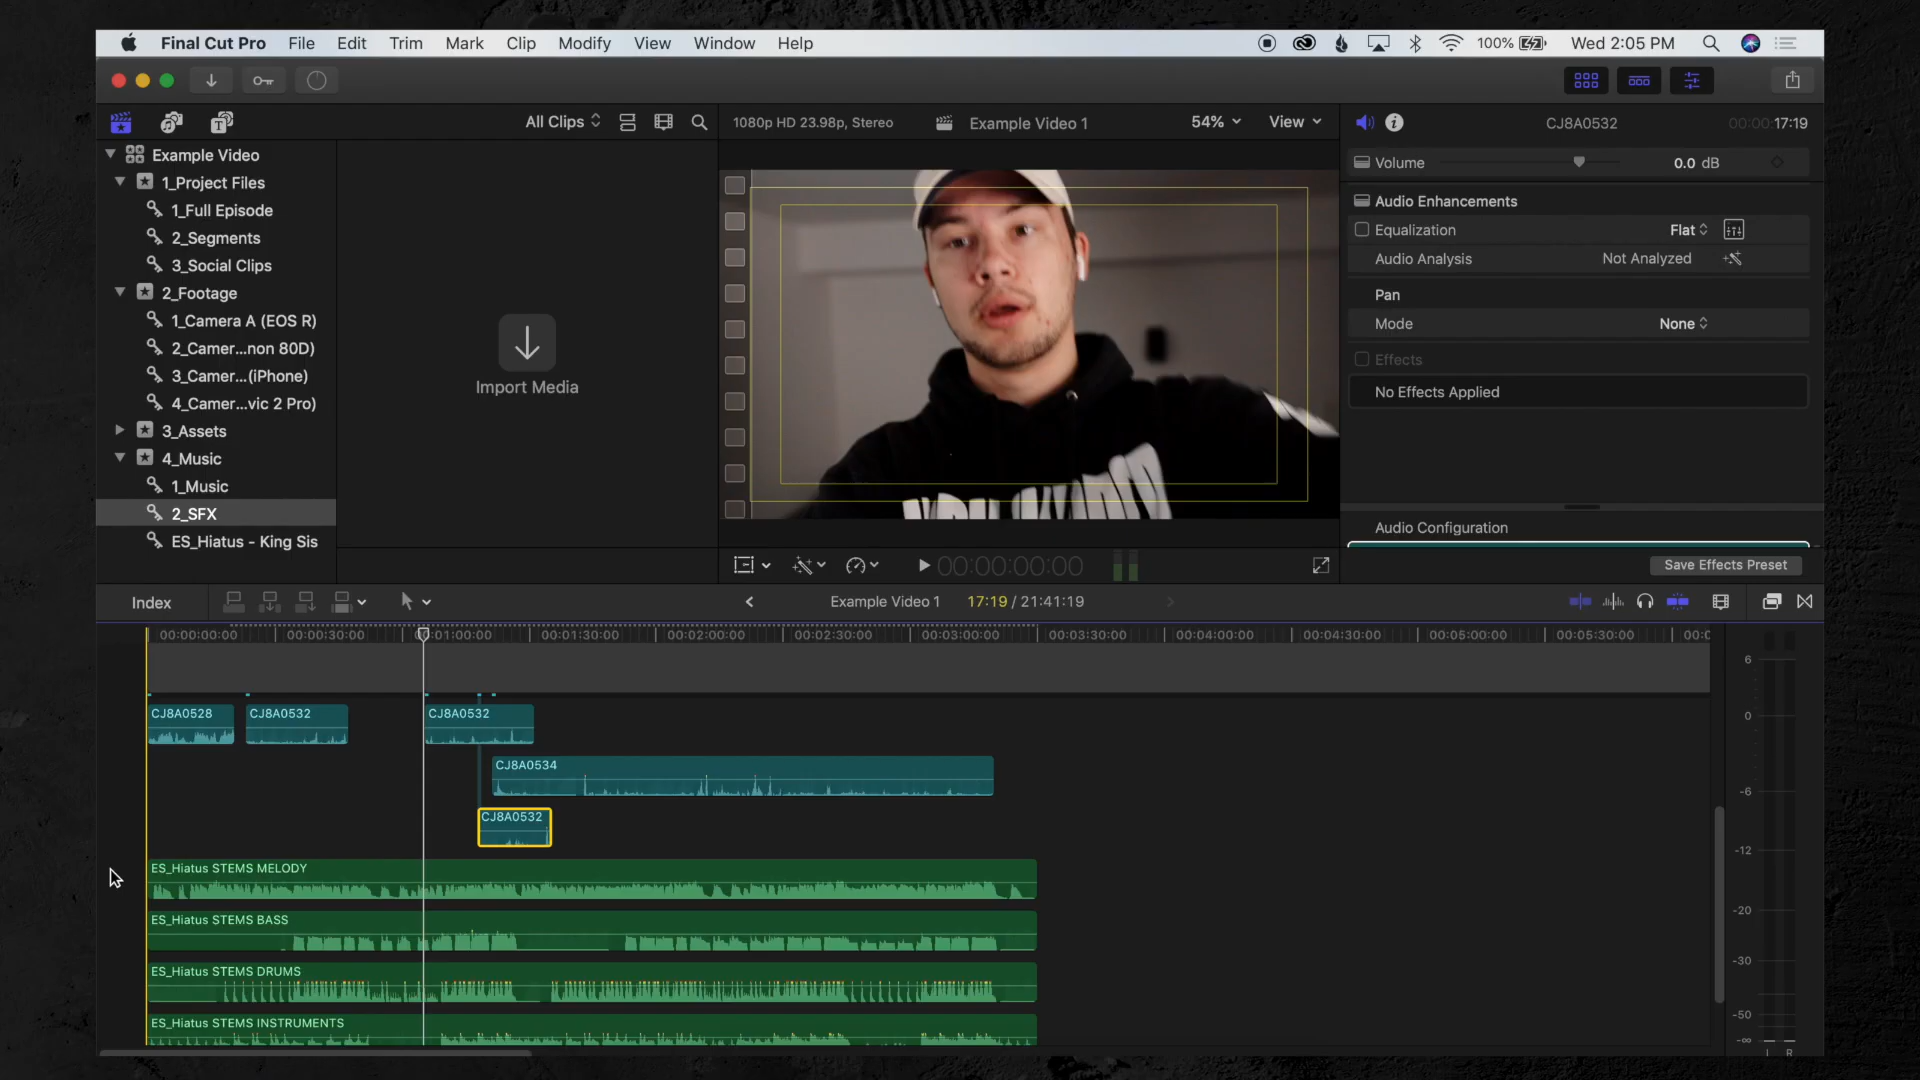 Final Cut Pro File Edit Trim Mark Clip Modify View Window Help 100% Wed 2:05 PM
All Clips
1080p HD 23.98p, Stereo Example Video 1 54% View
CJ8A0532 00:00:17:19
Example Video
1_Project Files
1_Full Episode
2_Segments
3_Social Clips
2_Footage
1_Camera A (EOS R)
2_Camer...non 80D)
3_Camer...(iPhone)
4_Camer...vic 2 Pro)
3_Assets
4_Music
1_Music
2_SFX
ES_Hiatus - King Sis
Import Media
Volume 0.0 dB
Audio Enhancements
Equalization Flat
Audio Analysis Not Analyzed
Pan
Mode None
Effects
No Effects Applied
Audio Configuration
Save Effects Preset
00:00:00:00
Index Example Video 1 17:19 / 21:41:19
00:00:00:00 00:00:30:00 0:01:00:00 00:01:30:00 00:02:00:00 00:02:30:00 00:03:00:00 00:03:30:00 00:04:00:00 00:04:30:00 00:05:00:00 00:05:30:00 00:0
CJ8A0528 CJ8A0532 CJ8A0532
CJ8A0534
CJ8A0532
ES_Hiatus STEMS MELODY
ES_Hiatus STEMS BASS
ES_Hiatus STEMS DRUMS
ES_Hiatus STEMS INSTRUMENTS
6
0
-6
-12
-20
-30
-50
-∞
L R